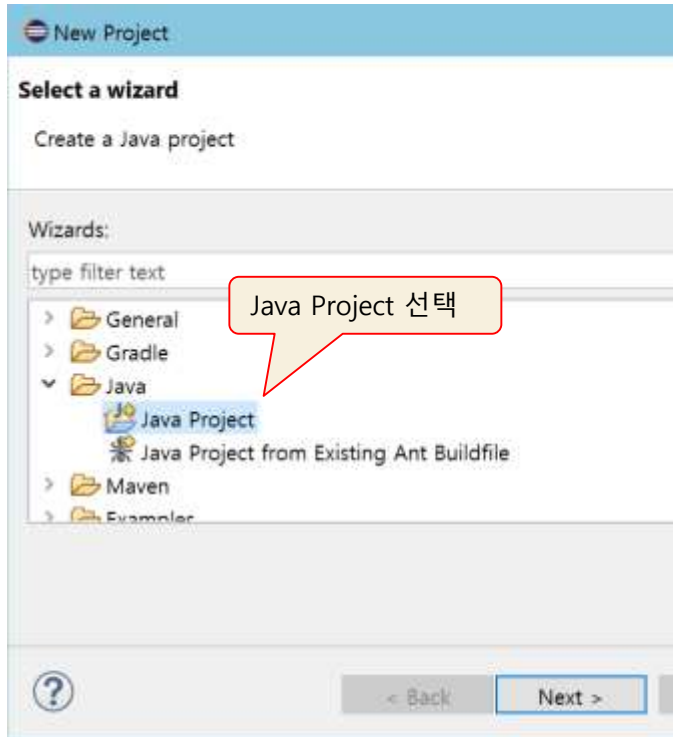 New Project
Select a wizard
Create a Java project
Wizards:
type filter text
Java Project 선택
General
Gradle
Java
Java Project
Java Project from Existing Ant Buildfile
Maven
Examples
?
< Back
Next >